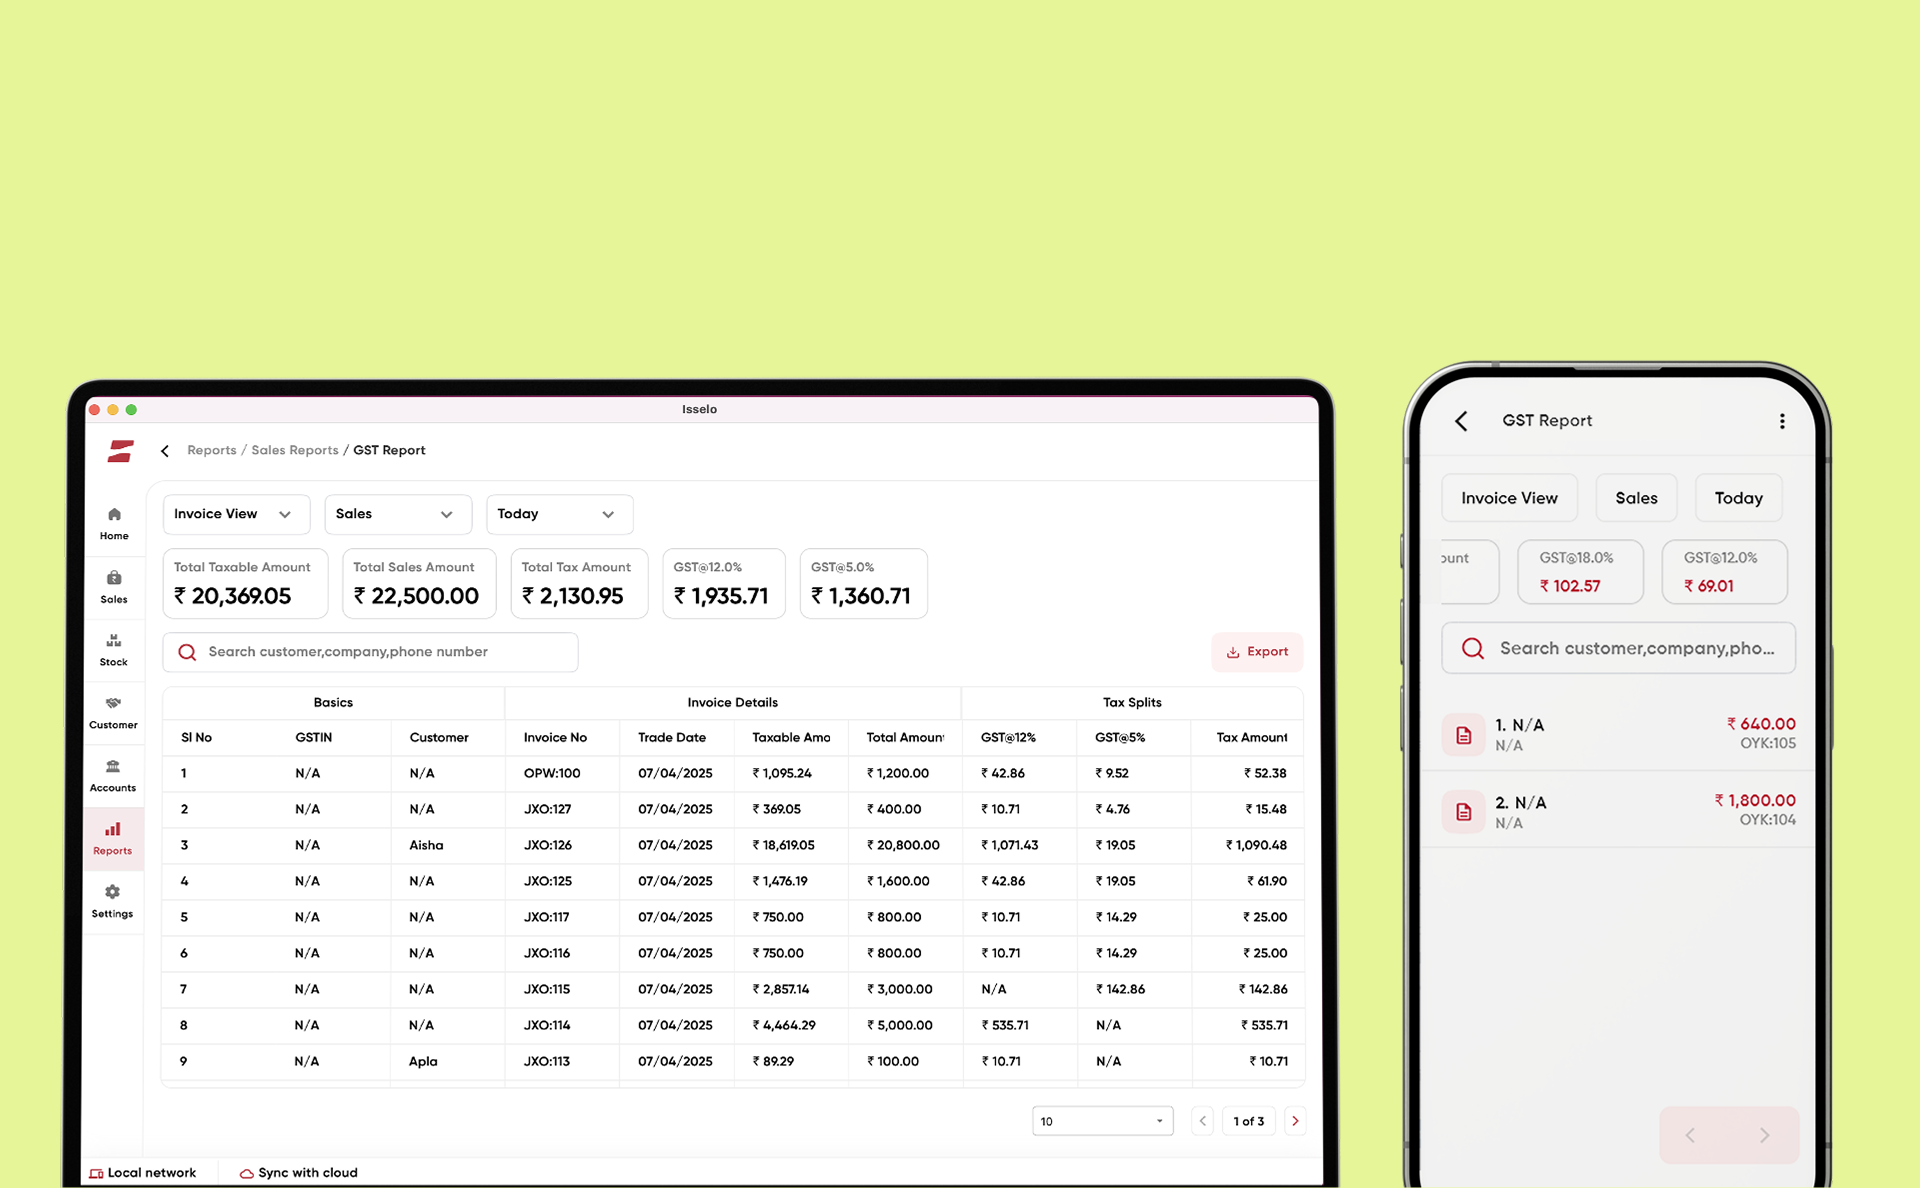 Isselo
Reports / Sales Reports / GST Report
Invoice View
Sales
Today
Home
Sales
Stock
Customer
Accounts
Reports
Settings
Total Taxable Amount
₹ 20,369.05
Total Sales Amount
₹ 22,500.00
Total Tax Amount
₹ 2,130.95
GST@12.0%
₹ 1,935.71
GST@5.0%
₹ 1,360.71
Search customer,company,phone number
Export
Basics Invoice Details Tax Splits
Sl No GSTIN Customer Invoice No Trade Date Taxable Amo Total Amoun GST@12% GST@5% Tax Amount
1 N/A N/A OPW:100 07/04/2025 ₹ 1,095.24 ₹ 1,200.00 ₹ 42.86 ₹ 9.52 ₹ 52.38
2 N/A N/A JXO:127 07/04/2025 ₹ 369.05 ₹ 400.00 ₹ 10.71 ₹ 4.76 ₹ 15.48
3 N/A Aisha JXO:126 07/04/2025 ₹ 18,619.05 ₹ 20,800.00 ₹ 1,071.43 ₹ 19.05 ₹ 1,090.48
4 N/A N/A JXO:125 07/04/2025 ₹ 1,476.19 ₹ 1,600.00 ₹ 42.86 ₹ 19.05 ₹ 61.90
5 N/A N/A JXO:117 07/04/2025 ₹ 750.00 ₹ 800.00 ₹ 10.71 ₹ 14.29 ₹ 25.00
6 N/A N/A JXO:116 07/04/2025 ₹ 750.00 ₹ 800.00 ₹ 10.71 ₹ 14.29 ₹ 25.00
7 N/A N/A JXO:115 07/04/2025 ₹ 2,857.14 ₹ 3,000.00 N/A ₹ 142.86 ₹ 142.86
8 N/A N/A JXO:114 07/04/2025 ₹ 4,464.29 ₹ 5,000.00 ₹ 535.71 N/A ₹ 535.71
9 N/A Apla JXO:113 07/04/2025 ₹ 89.29 ₹ 100.00 ₹ 10.71 N/A ₹ 10.71
10
1 of 3
Local network
Sync with cloud
GST Report
Invoice View
Sales
Today
ount
GST@18.0%
₹ 102.57
GST@12.0%
₹ 69.01
Search customer,company,pho...
1. N/A ₹ 640.00
N/A OYK:105
2. N/A ₹ 1,800.00
N/A OYK:104